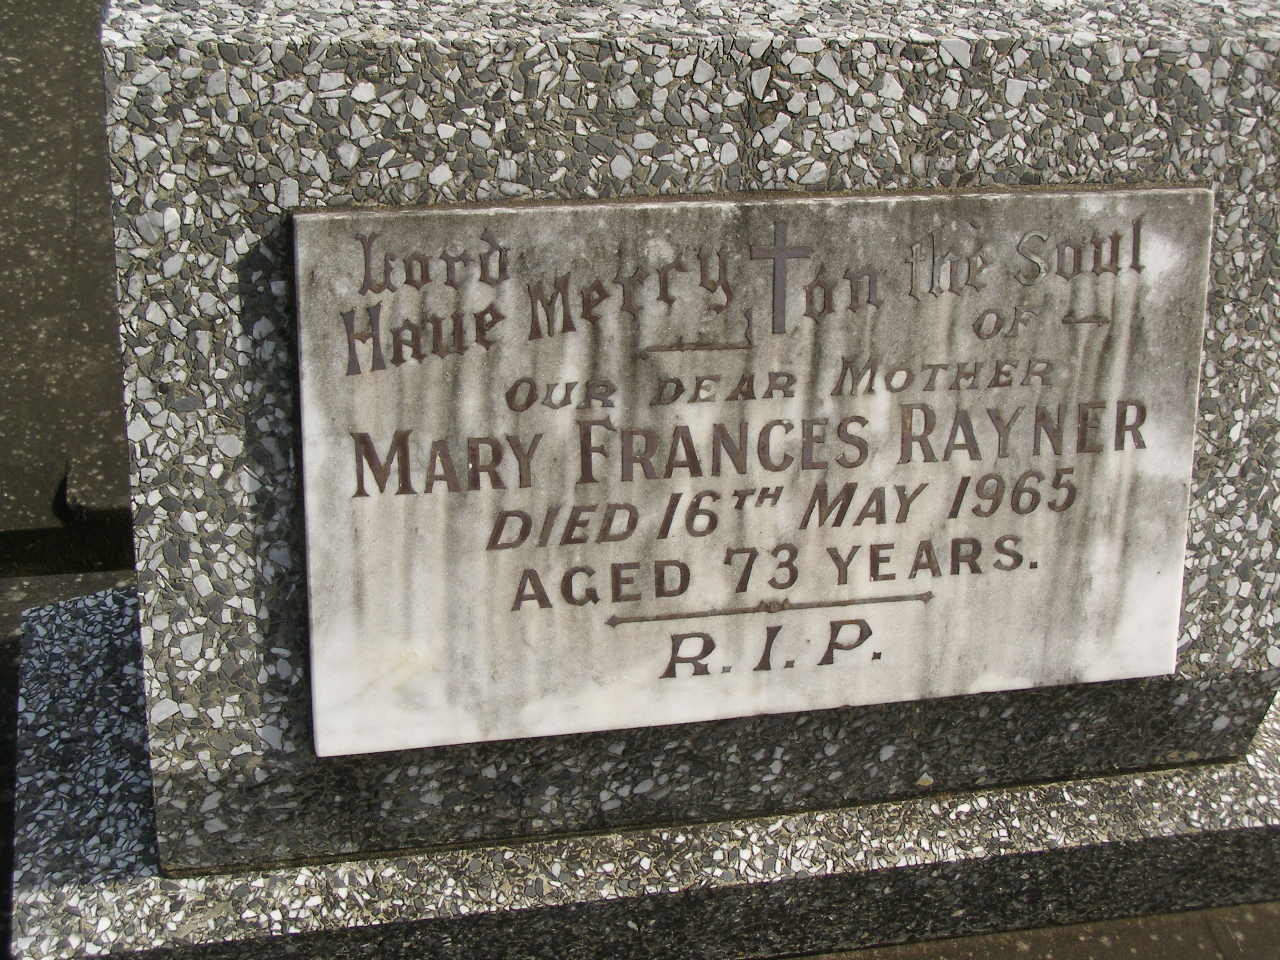 Lord Have Mercy on the Soul
OF
OUR DEAR MOTHER
MARY FRANCES RAYNER
DIED 16TH MAY 1965
AGED 73 YEARS.
R.I.P.